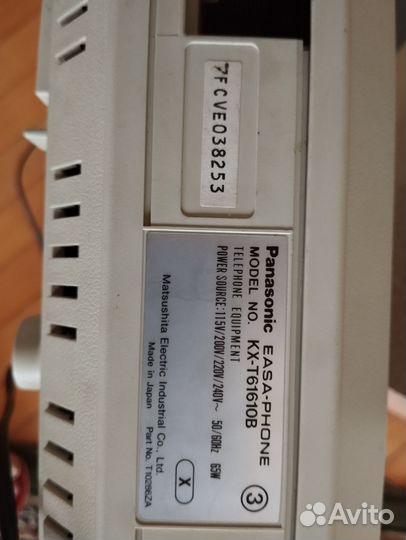 7FCVE038253
Panasonic EASA-PHONE
MODEL NO. KX-T61610B
TELEPHONE EQUIPMENT
POWER SOURCE: 115V/200V/220V/240V~ 50/60Hz 65W
3
X
Matsushita Electric Industrial Co., Ltd.
Made in Japan Part No. T10286ZA
Avito